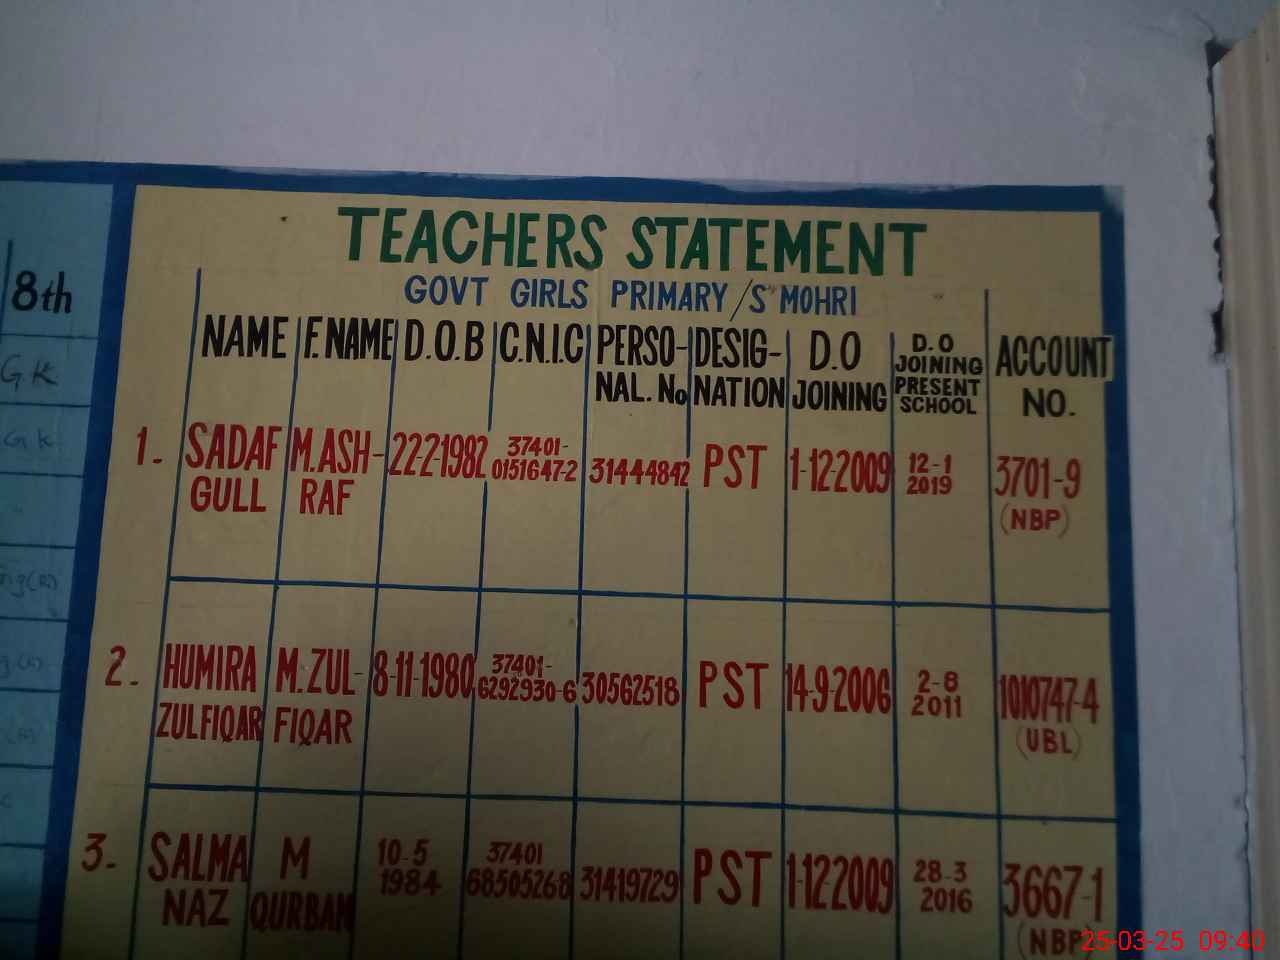 TEACHERS STATEMENT
GOVT GIRLS PRIMARY/S MOHRI
8th
NAME F.NAME D.O.B C.N.I.C PERSO-NAL.No DESIG-NATION D.O JOINING D.O JOINING PRESENT SCHOOL ACCOUNT NO.
GK
GK
1. SADAF GULL M.ASH-RAF 22-2-1982 37401-0151647-2 31444842 PST 1-12-2009 12-1 2019 3701-9 (NBP)
2. HUMIRA ZULFIQAR M.ZUL-FIQAR 8-11-1980 37401-6292930-6 30562518 PST 14-9-2006 2-8 2011 1010747-4 (UBL)
3- SALMA NAZ M QURBAN 10-5 1984 37401 68505268 31419729 PST 1-12-2009 28-3 2016 3667-1 (NBP
25-03-25 09:40